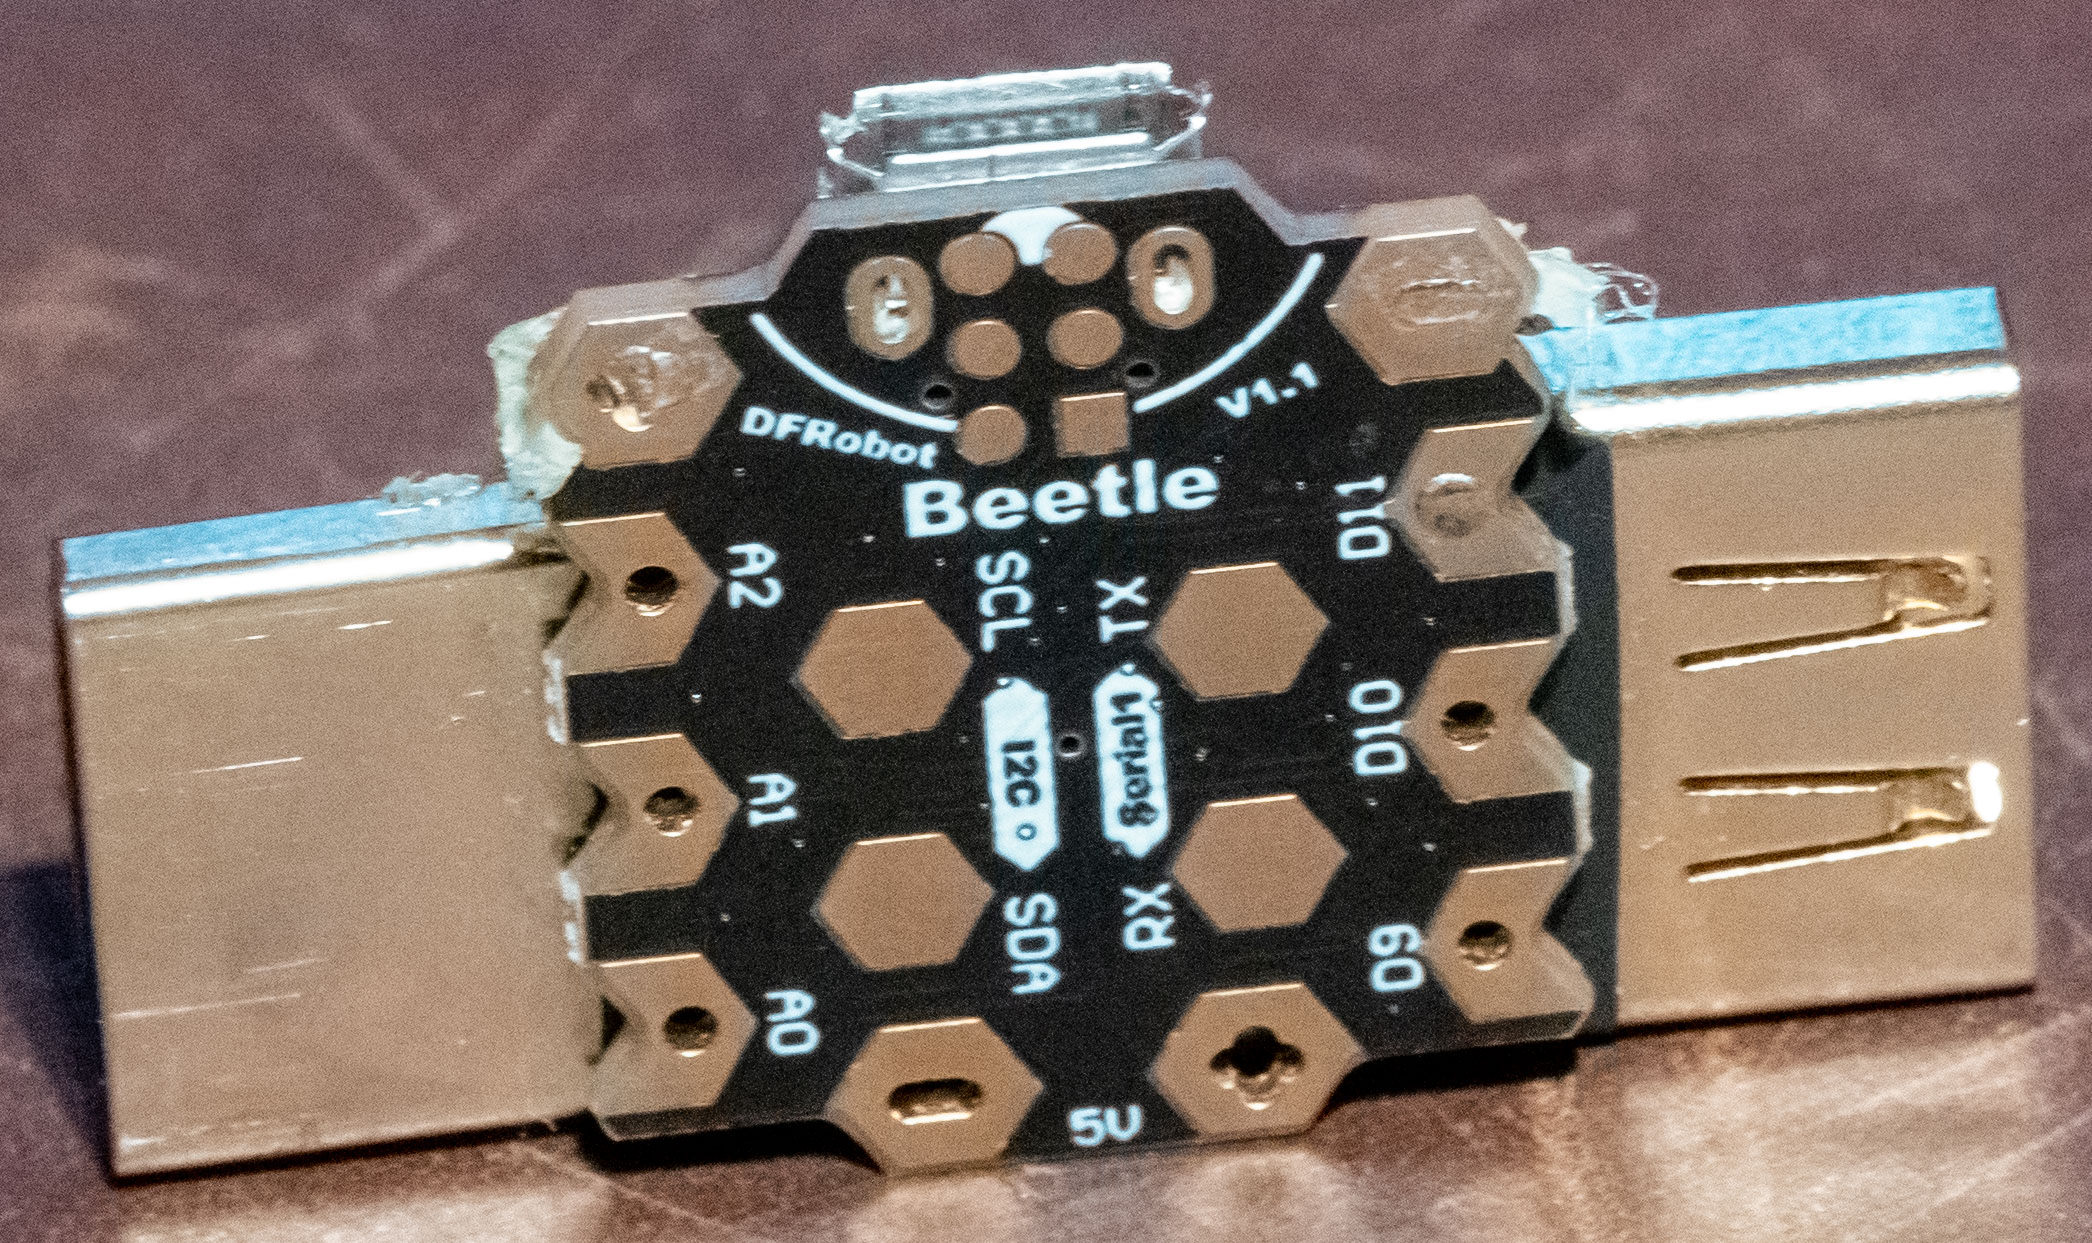 DFRobot
V1.1
Beetle
A2
SCL
TX
D11
A1
I2C
Serial1
D10
A0
SDA
RX
D9
5V